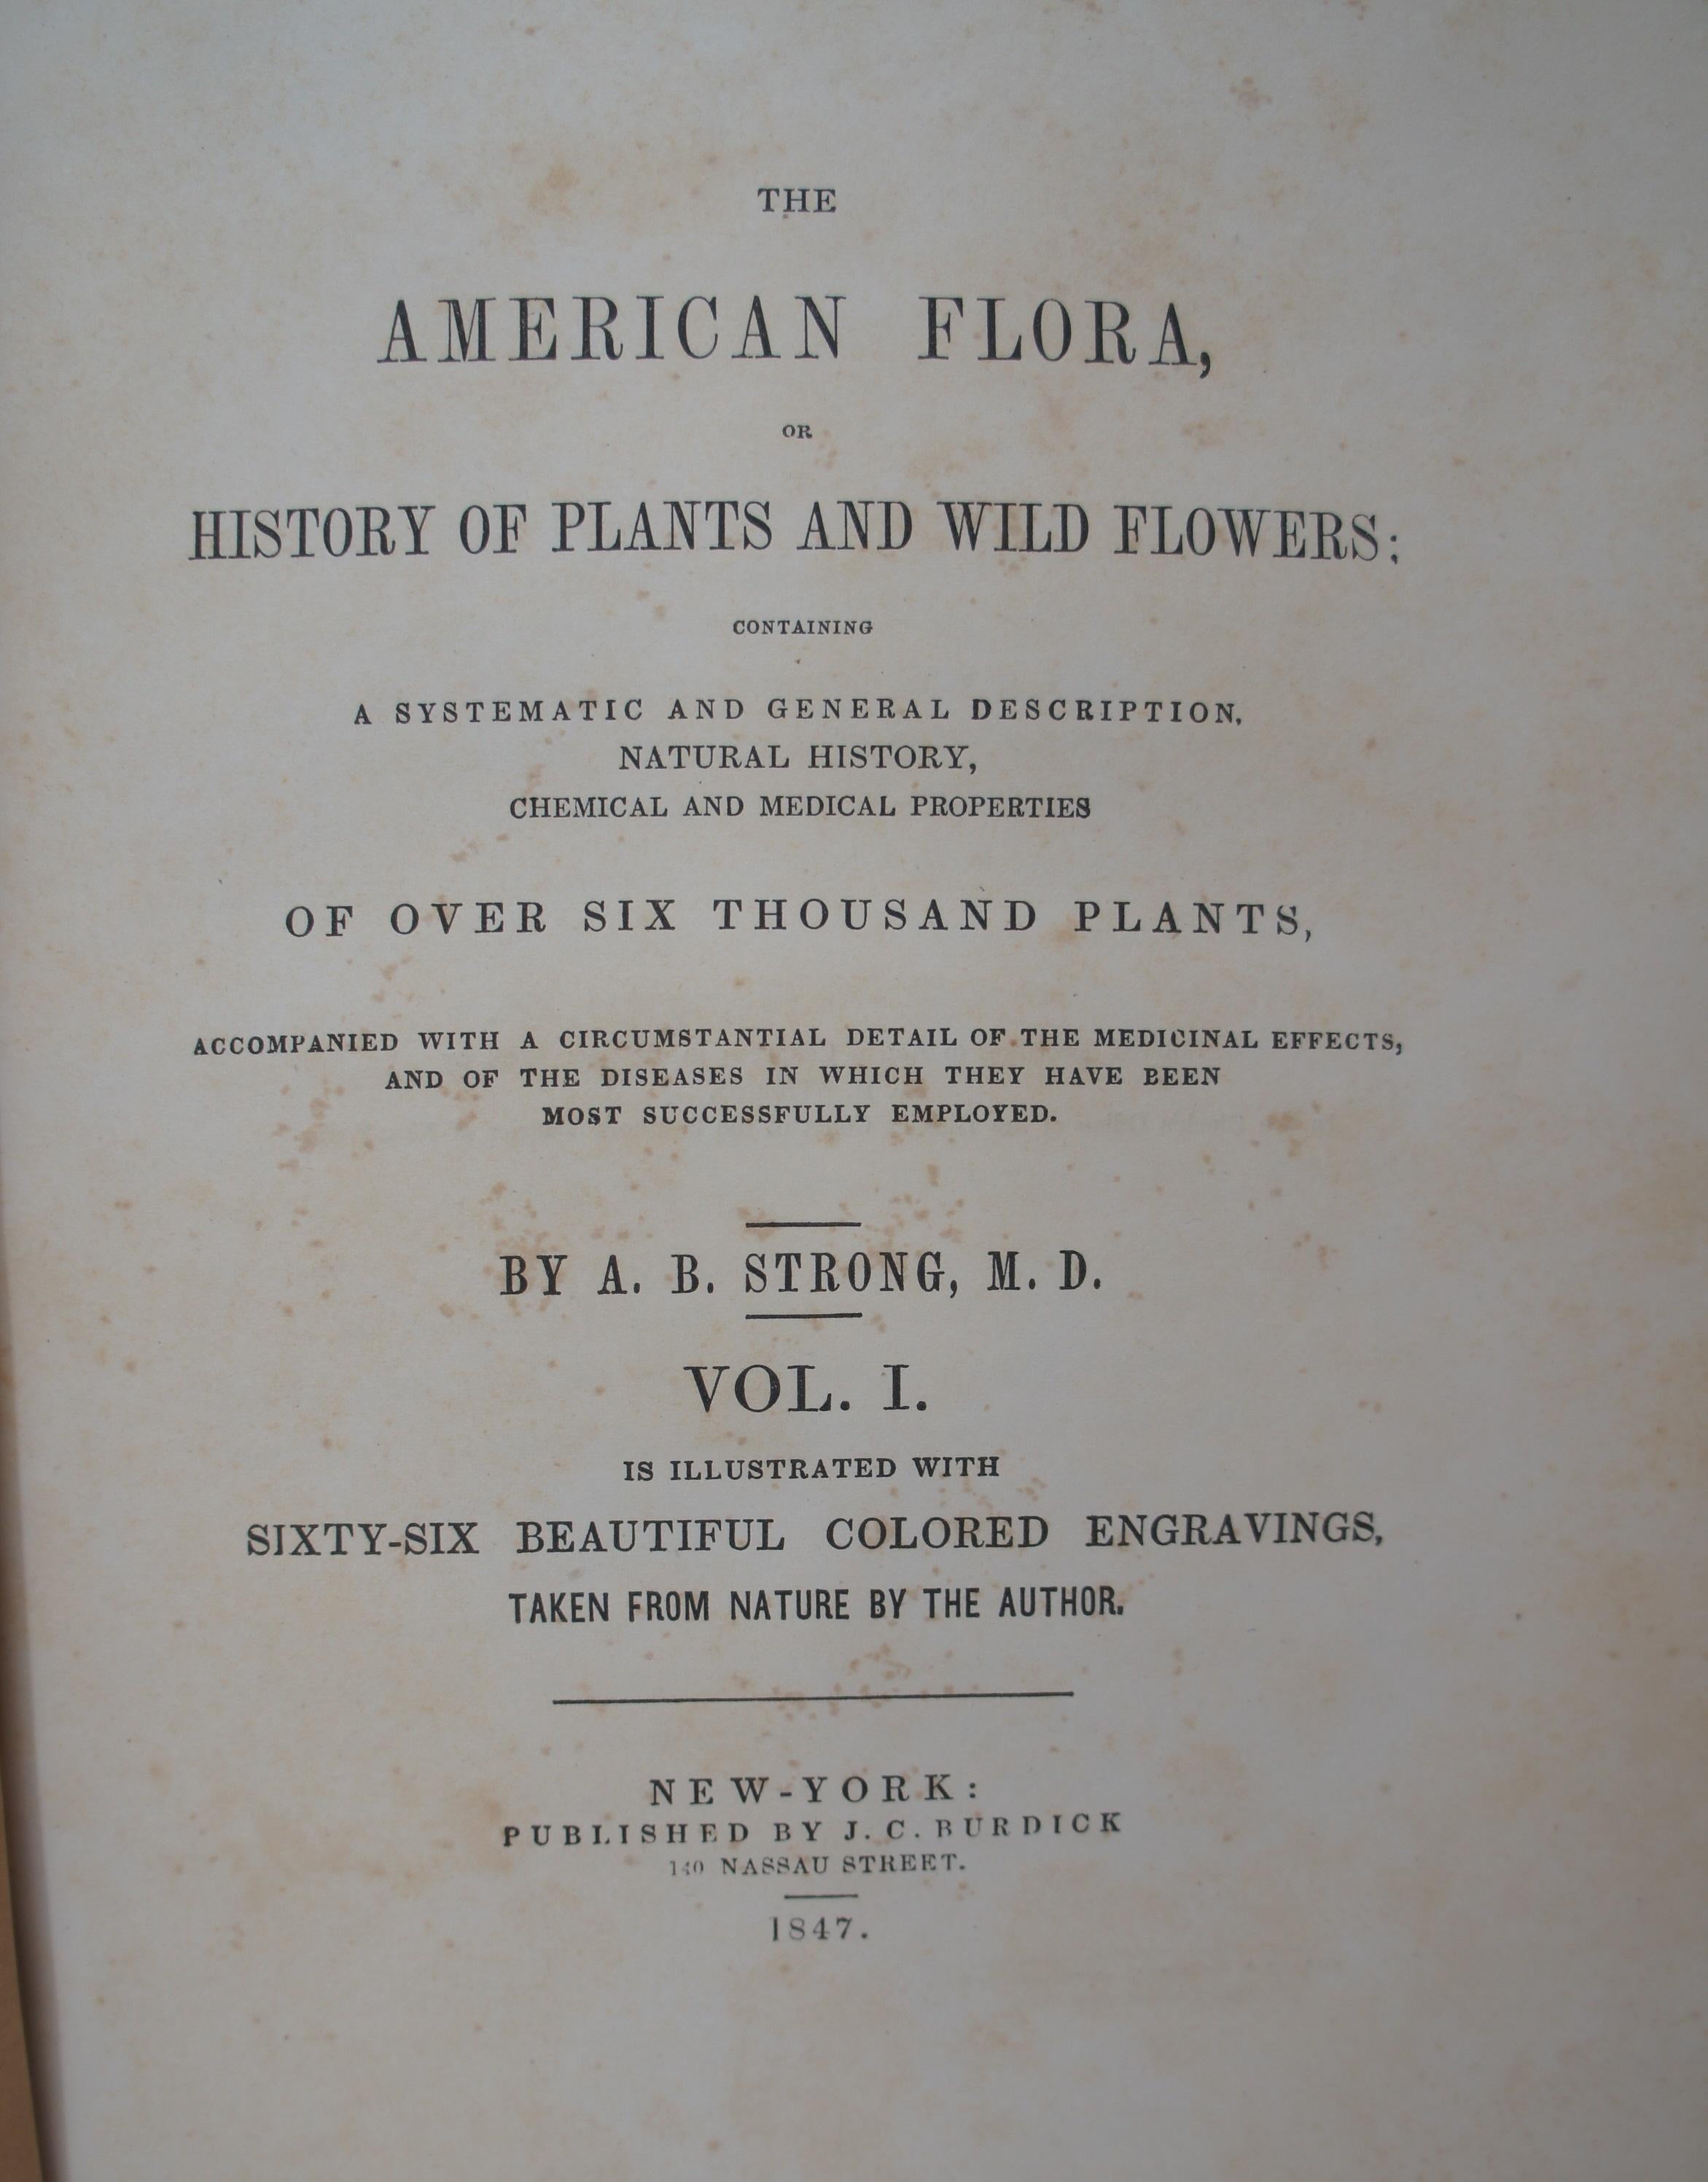 THE
AMERICAN FLORA,
OR
HISTORY OF PLANTS AND WILD FLOWERS;
CONTAINING
A SYSTEMATIC AND GENERAL DESCRIPTION,
NATURAL HISTORY,
CHEMICAL AND MEDICAL PROPERTIES
OF OVER SIX THOUSAND PLANTS,
ACCOMPANIED WITH A CIRCUMSTANTIAL DETAIL OF THE MEDICINAL EFFECTS,
AND OF THE DISEASES IN WHICH THEY HAVE BEEN
MOST SUCCESSFULLY EMPLOYED.
BY A. B. STRONG, M. D.
VOL. I.
IS ILLUSTRATED WITH
SIXTY-SIX BEAUTIFUL COLORED ENGRAVINGS,
TAKEN FROM NATURE BY THE AUTHOR.
NEW-YORK:
PUBLISHED BY J. C. BURDICK
NASSAU STREET.
1847.